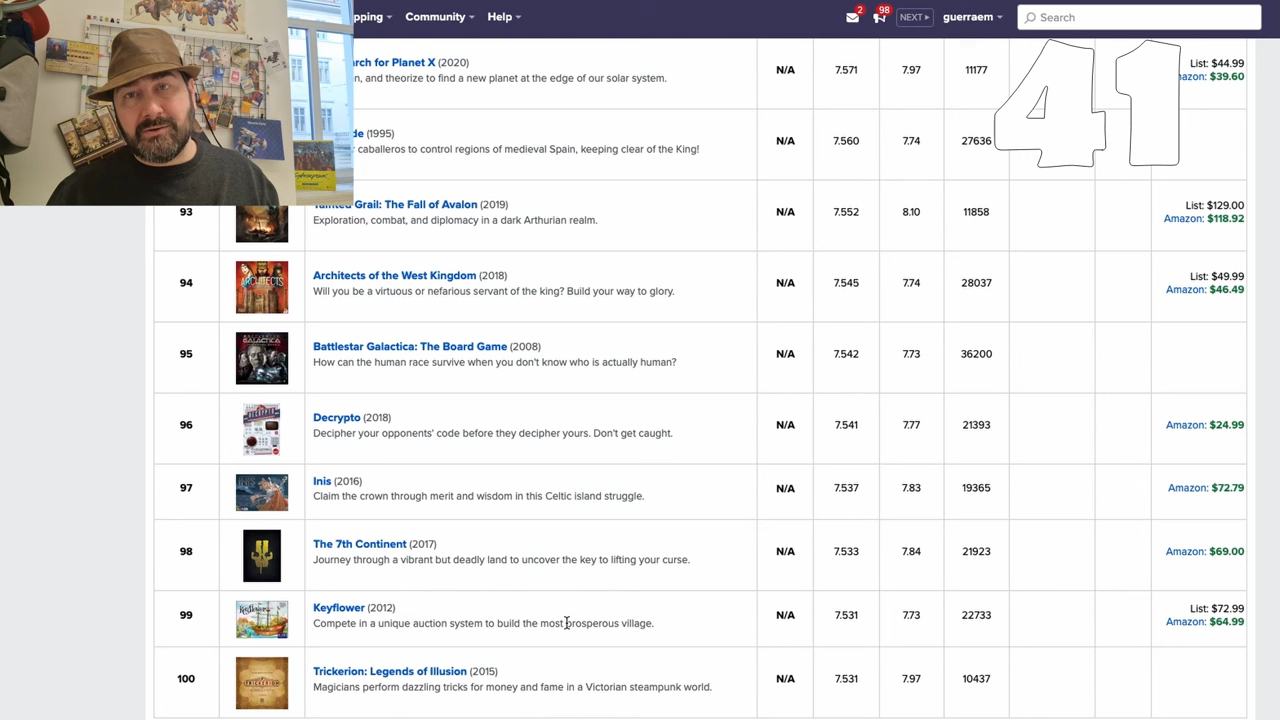 pping Community Help 2 98 NEXT guerraem Search
41
rch for Planet X (2020) N/A 7.571 7.97 11177 List: $44.99
n, and theorize to find a new planet at the edge of our solar system. azon: $39.60
de (1995) N/A 7.560 7.74 27636
caballeros to control regions of medieval Spain, keeping clear of the King!
93 Tainted Grail: The Fall of Avalon (2019) N/A 7.552 8.10 11858 List: $129.00
Exploration, combat, and diplomacy in a dark Arthurian realm. Amazon: $118.92
94 Architects of the West Kingdom (2018) N/A 7.545 7.74 28037 List: $49.99
Will you be a virtuous or nefarious servant of the king? Build your way to glory. Amazon: $46.49
95 Battlestar Galactica: The Board Game (2008) N/A 7.542 7.73 36200
How can the human race survive when you don't know who is actually human?
96 Decrypto (2018) N/A 7.541 7.77 21393 Amazon: $24.99
Decipher your opponents' code before they decipher yours. Don't get caught.
97 Inis (2016) N/A 7.537 7.83 19365 Amazon: $72.79
Claim the crown through merit and wisdom in this Celtic island struggle.
98 The 7th Continent (2017) N/A 7.533 7.84 21923 Amazon: $69.00
Journey through a vibrant but deadly land to uncover the key to lifting your curse.
99 Keyflower (2012) N/A 7.531 7.73 22733 List: $72.99
Compete in a unique auction system to build the most prosperous village. Amazon: $64.99
100 Trickerion: Legends of Illusion (2015) N/A 7.531 7.97 10437
Magicians perform dazzling tricks for money and fame in a Victorian steampunk world.